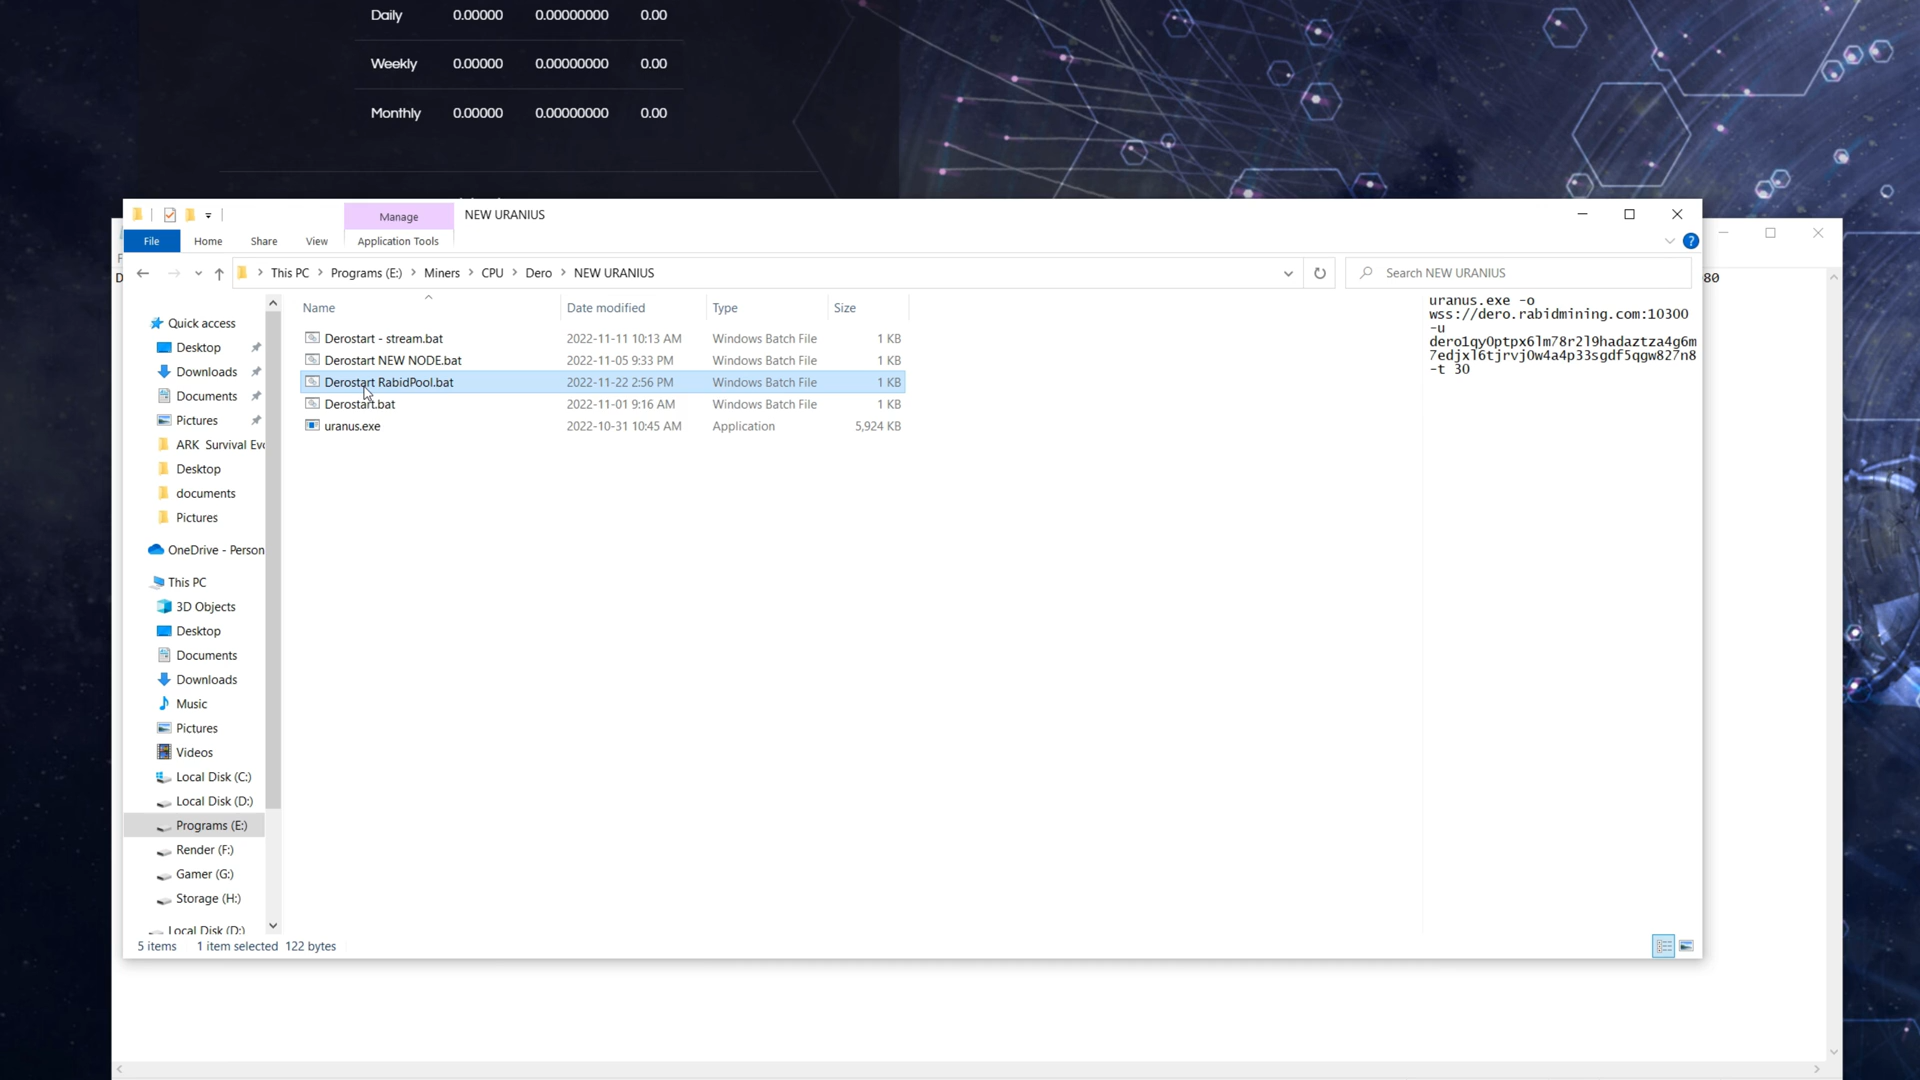 Daily 0.00000 0.00000000 0.00
Weekly 0.00000 0.00000000 0.00
Monthly 0.00000 0.00000000 0.00
Manage NEW URANIUS
File Home Share View Application Tools
This PC Programs (E:) Miners CPU Dero NEW URANIUS Search NEW URANIUS
80
Name Date modified Type Size
Derostart - stream.bat 2022-11-11 10:13 AM Windows Batch File 1 KB
Derostart NEW NODE.bat 2022-11-05 9:33 PM Windows Batch File 1 KB
Derostart RabidPool.bat 2022-11-22 2:56 PM Windows Batch File 1 KB
Derostart.bat 2022-11-01 9:16 AM Windows Batch File 1 KB
uranus.exe 2022-10-31 10:45 AM Application 5,924 KB
uranus.exe -o
wss://dero.rabidmining.com:10300
-u
dero1qy0ptpx6lm78r2l9hadaztza4g6m
7edjxl6tjrvj0w4a4p33sgdf5qgw827n8
-t 30
Quick access
Desktop
Downloads
Documents
Pictures
ARK Survival Evo
Desktop
documents
Pictures
OneDrive - Person
This PC
3D Objects
Desktop
Documents
Downloads
Music
Pictures
Videos
Local Disk (C:)
Local Disk (D:)
Programs (E:)
Render (F:)
Gamer (G:)
Storage (H:)
Local Disk (D:)
5 items 1 item selected 122 bytes